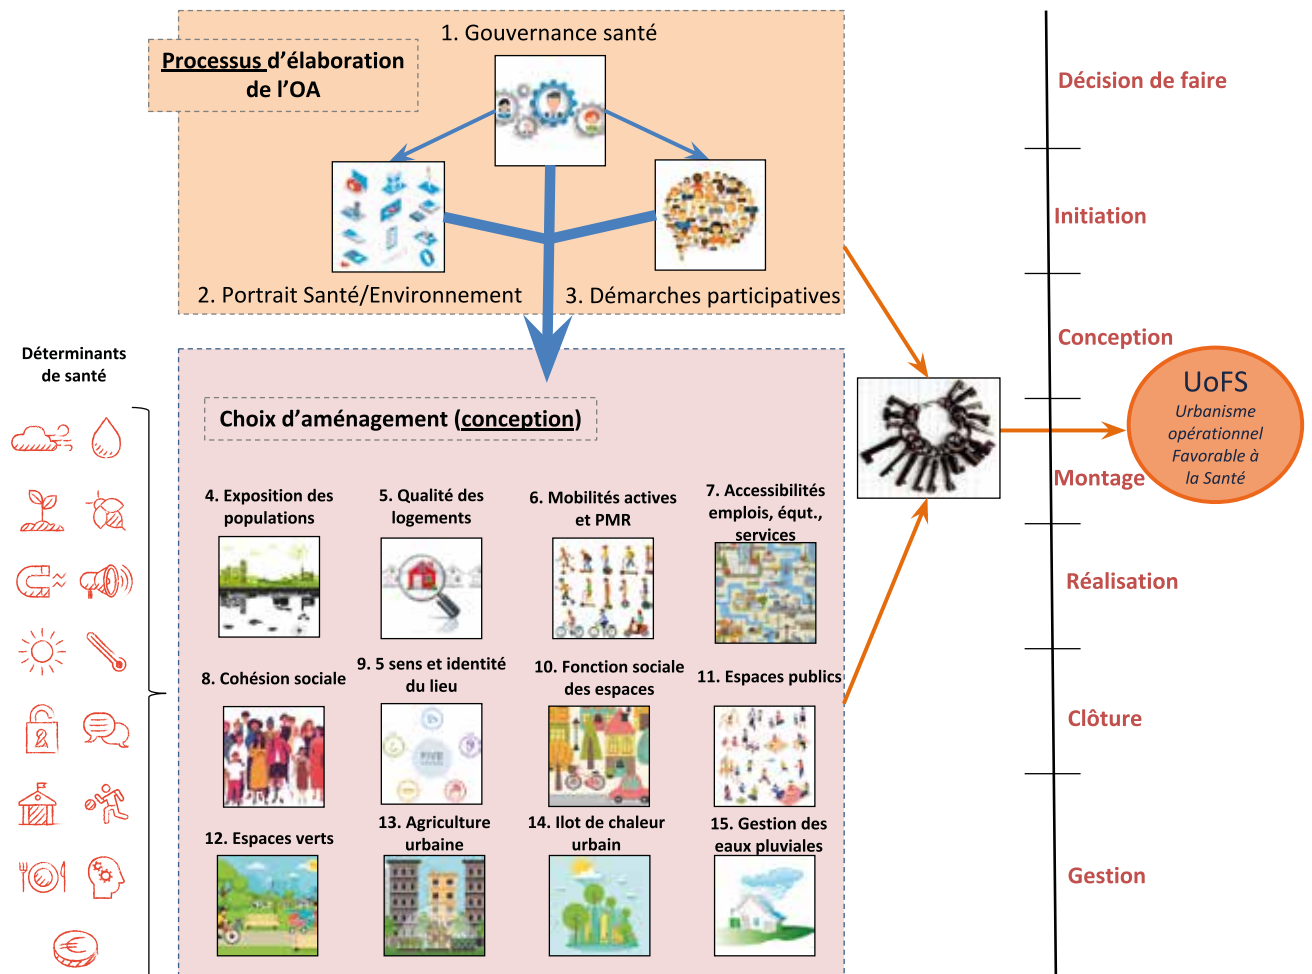 1. Gouvernance santé
Processus d'élaboration
de l'OA
2. Portrait Santé/Environnement
3. Démarches participatives
Déterminants
de santé
Choix d'aménagement (conception)
4. Exposition des
populations
5. Qualité des
logements
6. Mobilités actives
et PMR
7. Accessibilités
emplois, équt.,
services
8. Cohésion sociale
9. 5 sens et identité
du lieu
10. Fonction sociale
des espaces
11. Espaces publics
FIVE
12. Espaces verts
13. Agriculture
urbaine
14. Ilot de chaleur
urbain
15. Gestion des
eaux pluviales
Décision de faire
Initiation
Conception
Montage
Réalisation
Clôture
Gestion
UoFS
Urbanisme
opérationnel
Favorable à
la Santé